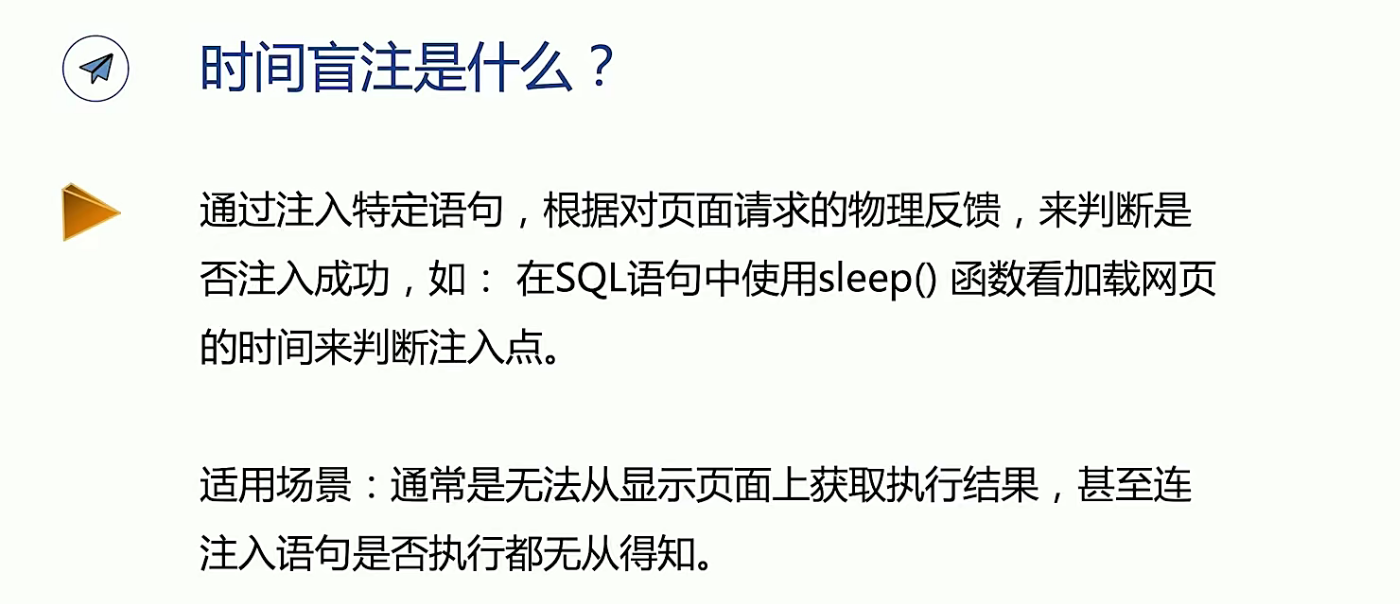 时间盲注是什么？
通过注入特定语句，根据对页面请求的物理反馈，来判断是
否注入成功，如： 在SQL语句中使用sleep() 函数看加载网页
的时间来判断注入点。
适用场景：通常是无法从显示页面上获取执行结果，甚至连
注入语句是否执行都无从得知。